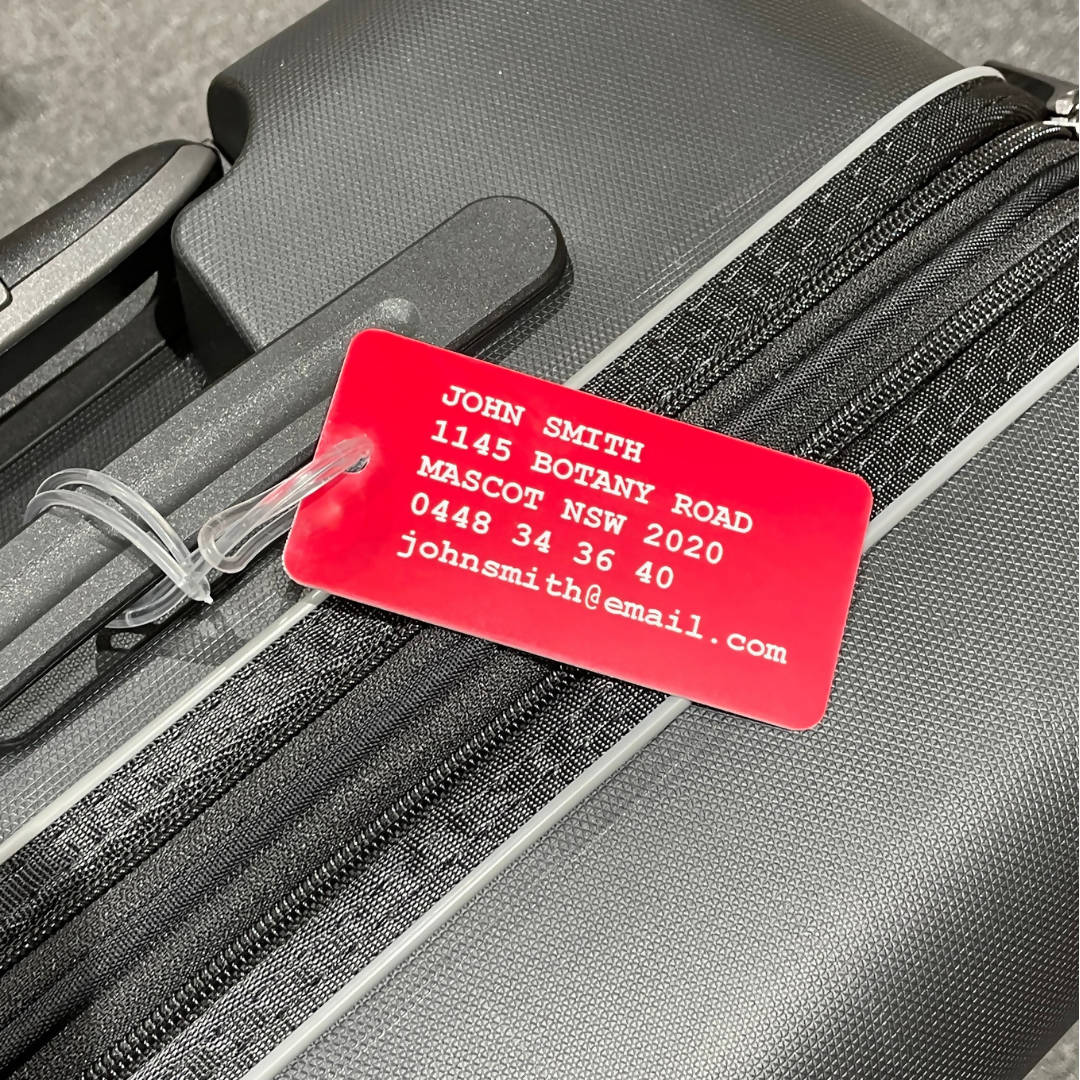 JOHN SMITH
1145 BOTANY ROAD
MASCOT NSW 2020
0448 34 36 40
johnsmith@email.com